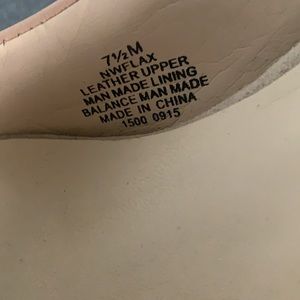 7½M
NWFLAX
LEATHER UPPER
MAN MADE LINING
BALANCE MAN MADE
MADE IN CHINA
1500 0915